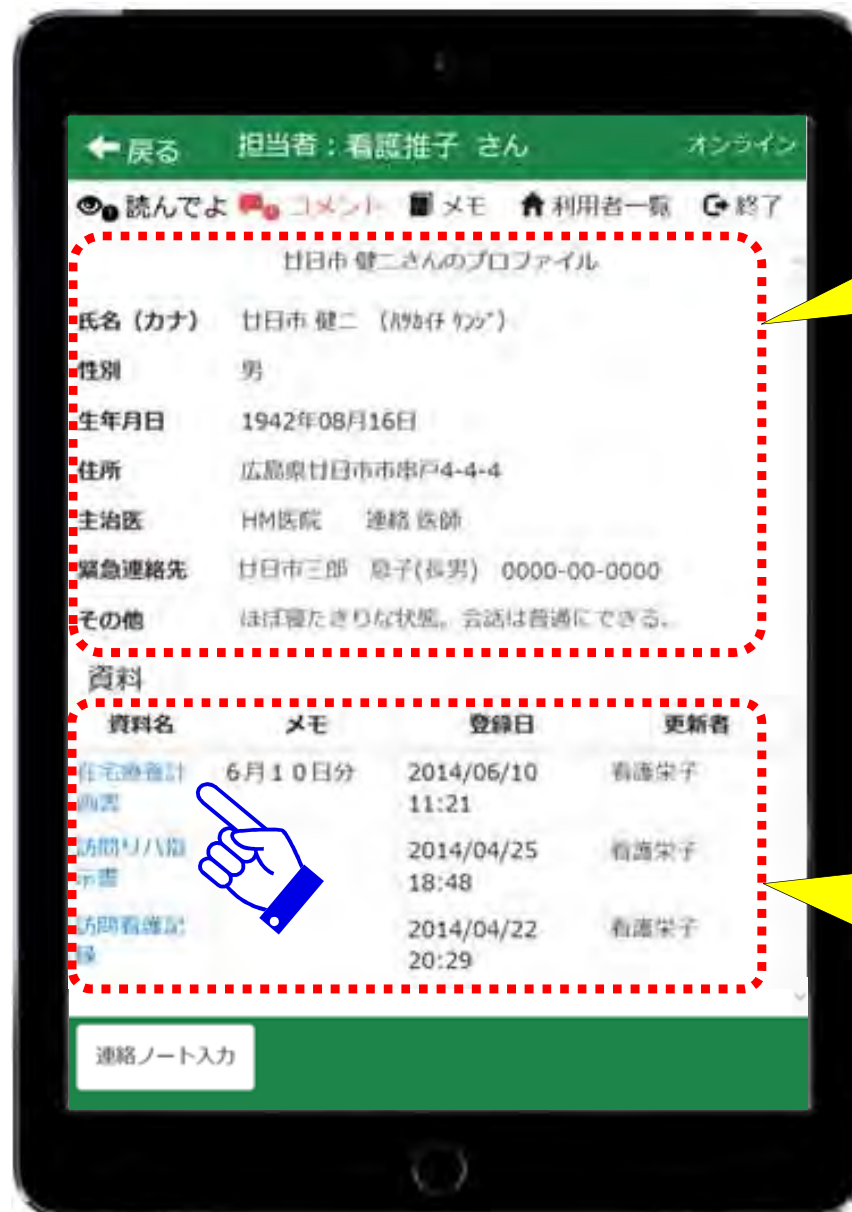 戻る 担当者:看護推子 さん オンライン
読んでよ コメント メモ 利用者一覧 終了
廿日市 健二さんのプロファイル
氏名(カナ) 廿日市 健二 (ハツカイチ ケンジ)
性別 男
生年月日 1942年08月16日
住所 広島県廿日市市串戸4-4-4
主治医 HM医院 連絡 医師
緊急連絡先 廿日市三郎 息子(長男) 0000-00-0000
その他 ほぼ寝たきりな状態。会話は普通にできる。
資料
資料名 メモ 登録日 更新者
在宅療養計 6月10日分 2014/06/10 看護栄子
画書 11:21
訪問リハ指 2014/04/25 看護栄子
示書 18:48
訪問看護記 2014/04/22 看護栄子
録 20:29
連絡ノート入力